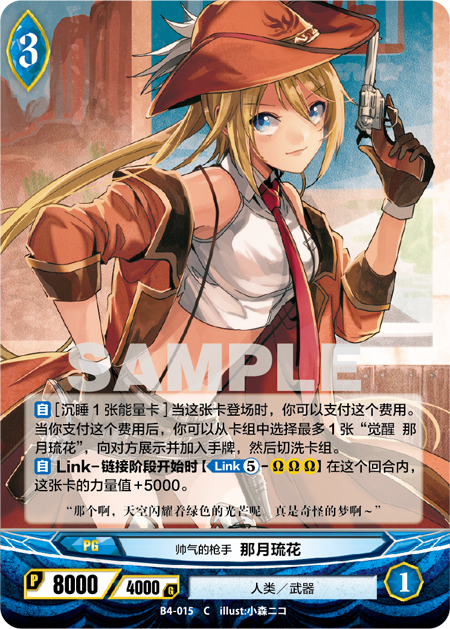 3
SAMPLE
自[沉睡1张能量卡]当这张卡登场时，你可以支付这个费用。
当你支付这个费用后，你可以从卡组中选择最多1张“觉醒 那
月琉花”，向对方展示并加入手牌，然后切洗卡组。
自 Link-链接阶段开始时【Link 5-ΩΩΩ】在这个回合内，
这张卡的力量值+5000。
“那个啊，天空闪耀着绿色的光芒呢 真是奇怪的梦啊～”
PG 帅气的枪手 那月琉花
P 8000 4000 G 人类／武器 1
B4-015 C illust:小森ニコ